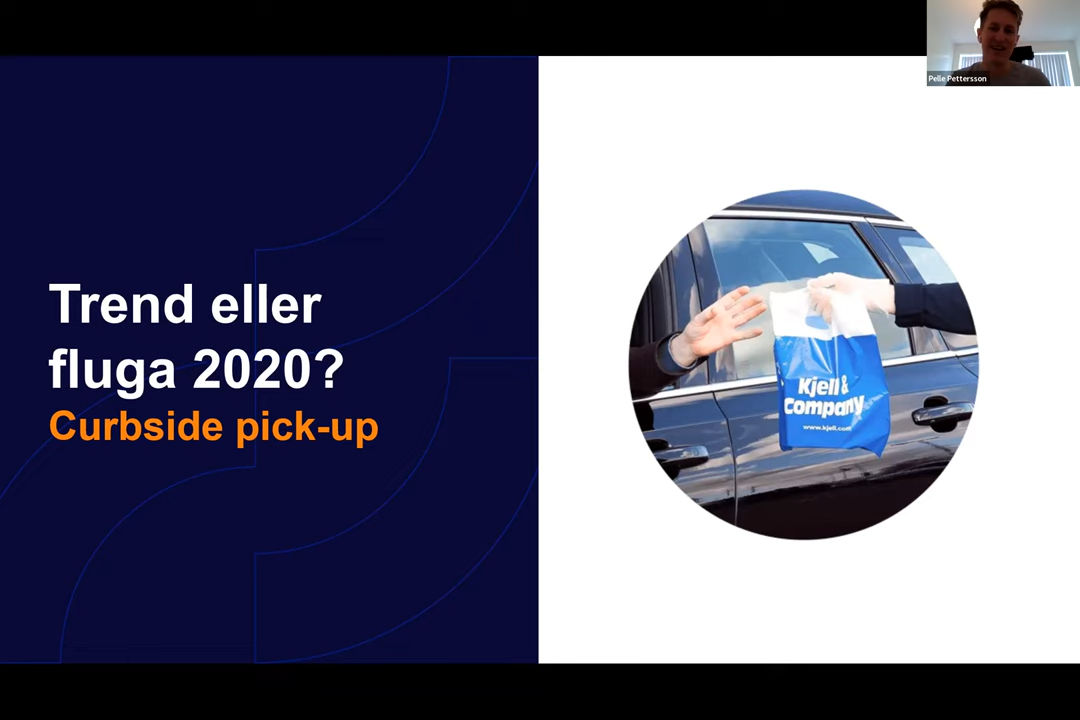 Pelle Pettersson
Trend eller
fluga 2020?
Curbside pick-up
Kjell &
Company
www.kjell.com